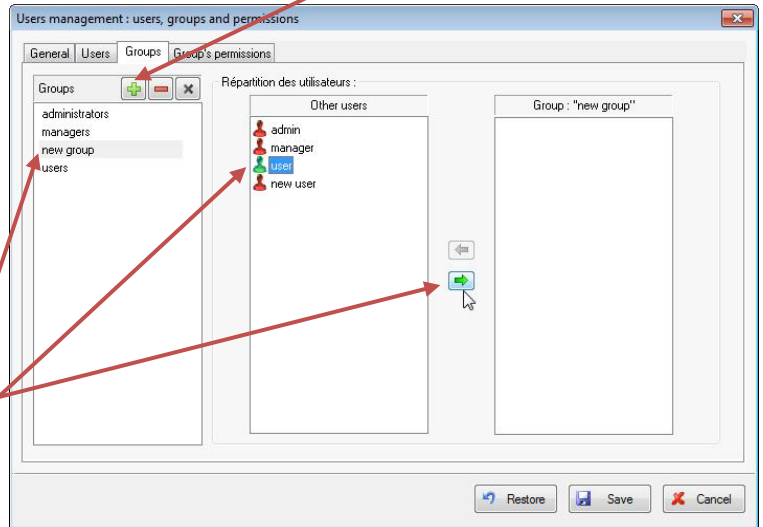 Users management : users, groups and permissions
General Users Groups Group's permissions
Groups
administrators
managers
new group
users
Répartition des utilisateurs :
Other users
admin
manager
user
new user
Group : "new group"
Restore Save Cancel